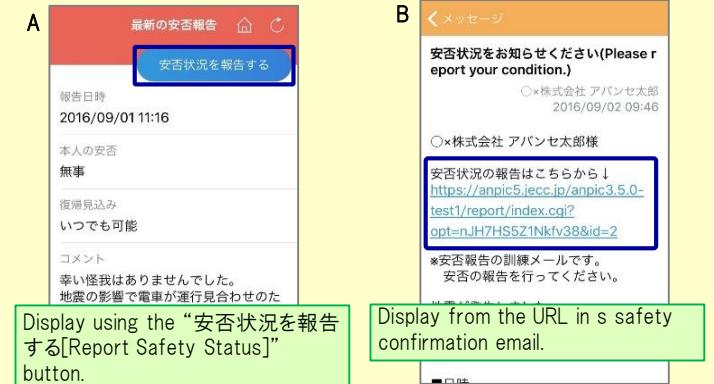 A
最新の安否報告
安否状況を報告する
報告日時
2016/09/01 11:16
本人の安否
無事
復帰見込み
いつでも可能
コメント
幸い怪我はありませんでした。
地震の影響で電車が運行見合わせのた
Display using the “安否状況を報告
する[Report Safety Status]”
button.
B
メッセージ
安否状況をお知らせください(Please r
eport your condition.)
○×株式会社 アバンセ太郎
2016/09/02 09:46
○×株式会社 アバンセ太郎様
安否状況の報告はこちらから↓
https://anpic5.jecc.jp/anpic3.5.0-
test1/report/index.cgi?
opt=nJH7HS5Z1Nkfv38&id=2
*安否報告の訓練メールです。
安否の報告を行ってください。
Display from the URL in s safety
confirmation email.
■日時